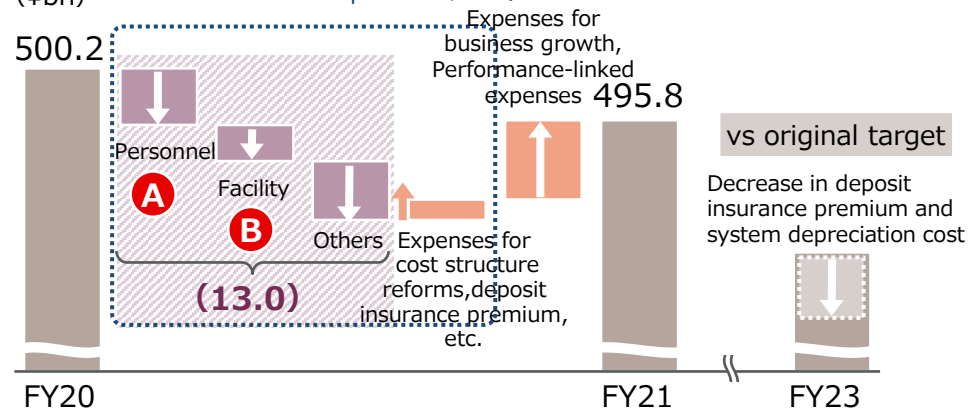 500.2
Expenses for
business growth,
Performance-linked
expenses
495.8
Personnel
A
Facility
B
Others
(13.0)
Expenses for
cost structure
reforms,deposit
insurance premium,
etc.
vs original target
Decrease in deposit
insurance premium and
system depreciation cost
FY20
FY21
FY23